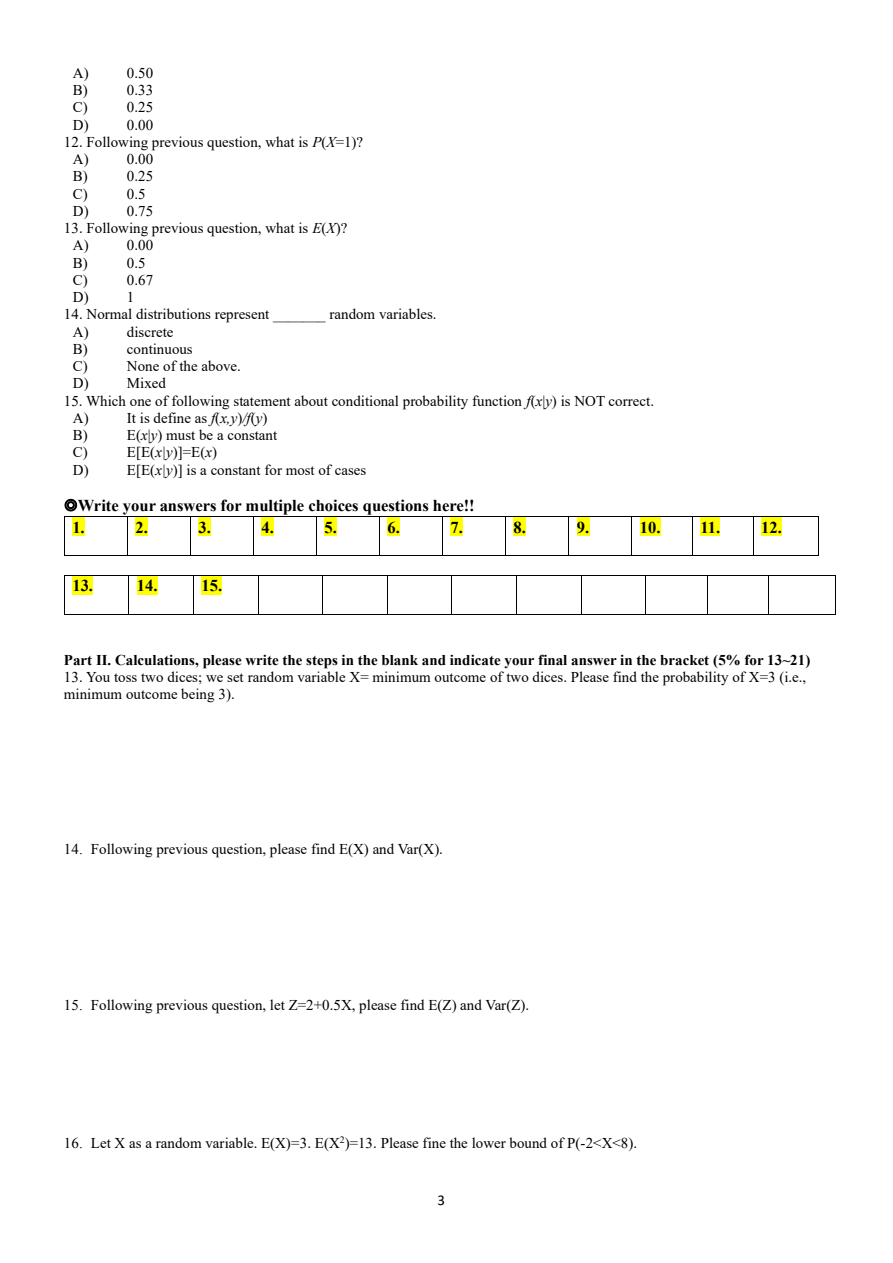 A) 0.50
B) 0.33
C) 0.25
D) 0.00
12. Following previous question, what is P(X=1)?
A) 0.00
B) 0.25
C) 0.5
D) 0.75
13. Following previous question, what is E(X)?
A) 0.00
B) 0.5
C) 0.67
D) 1
14. Normal distributions represent _______ random variables.
A) discrete
B) continuous
C) None of the above.
D) Mixed
15. Which one of following statement about conditional probability function f(x|y) is NOT correct.
A) It is define as f(x,y)/f(y)
B) E(x|y) must be a constant
C) E[E(x|y)]=E(x)
D) E[E(x|y)] is a constant for most of cases
◎Write your answers for multiple choices questions here!!
1. 2. 3. 4. 5. 6. 7. 8. 9. 10. 11. 12.
13. 14. 15.
Part II. Calculations, please write the steps in the blank and indicate your final answer in the bracket (5% for 13~21)
13. You toss two dices; we set random variable X= minimum outcome of two dices. Please find the probability of X=3 (i.e.,
minimum outcome being 3).
14. Following previous question, please find E(X) and Var(X).
15. Following previous question, let Z=2+0.5X, please find E(Z) and Var(Z).
16. Let X as a random variable. E(X)=3. E(X²)=13. Please fine the lower bound of P(-2<X<8).
3